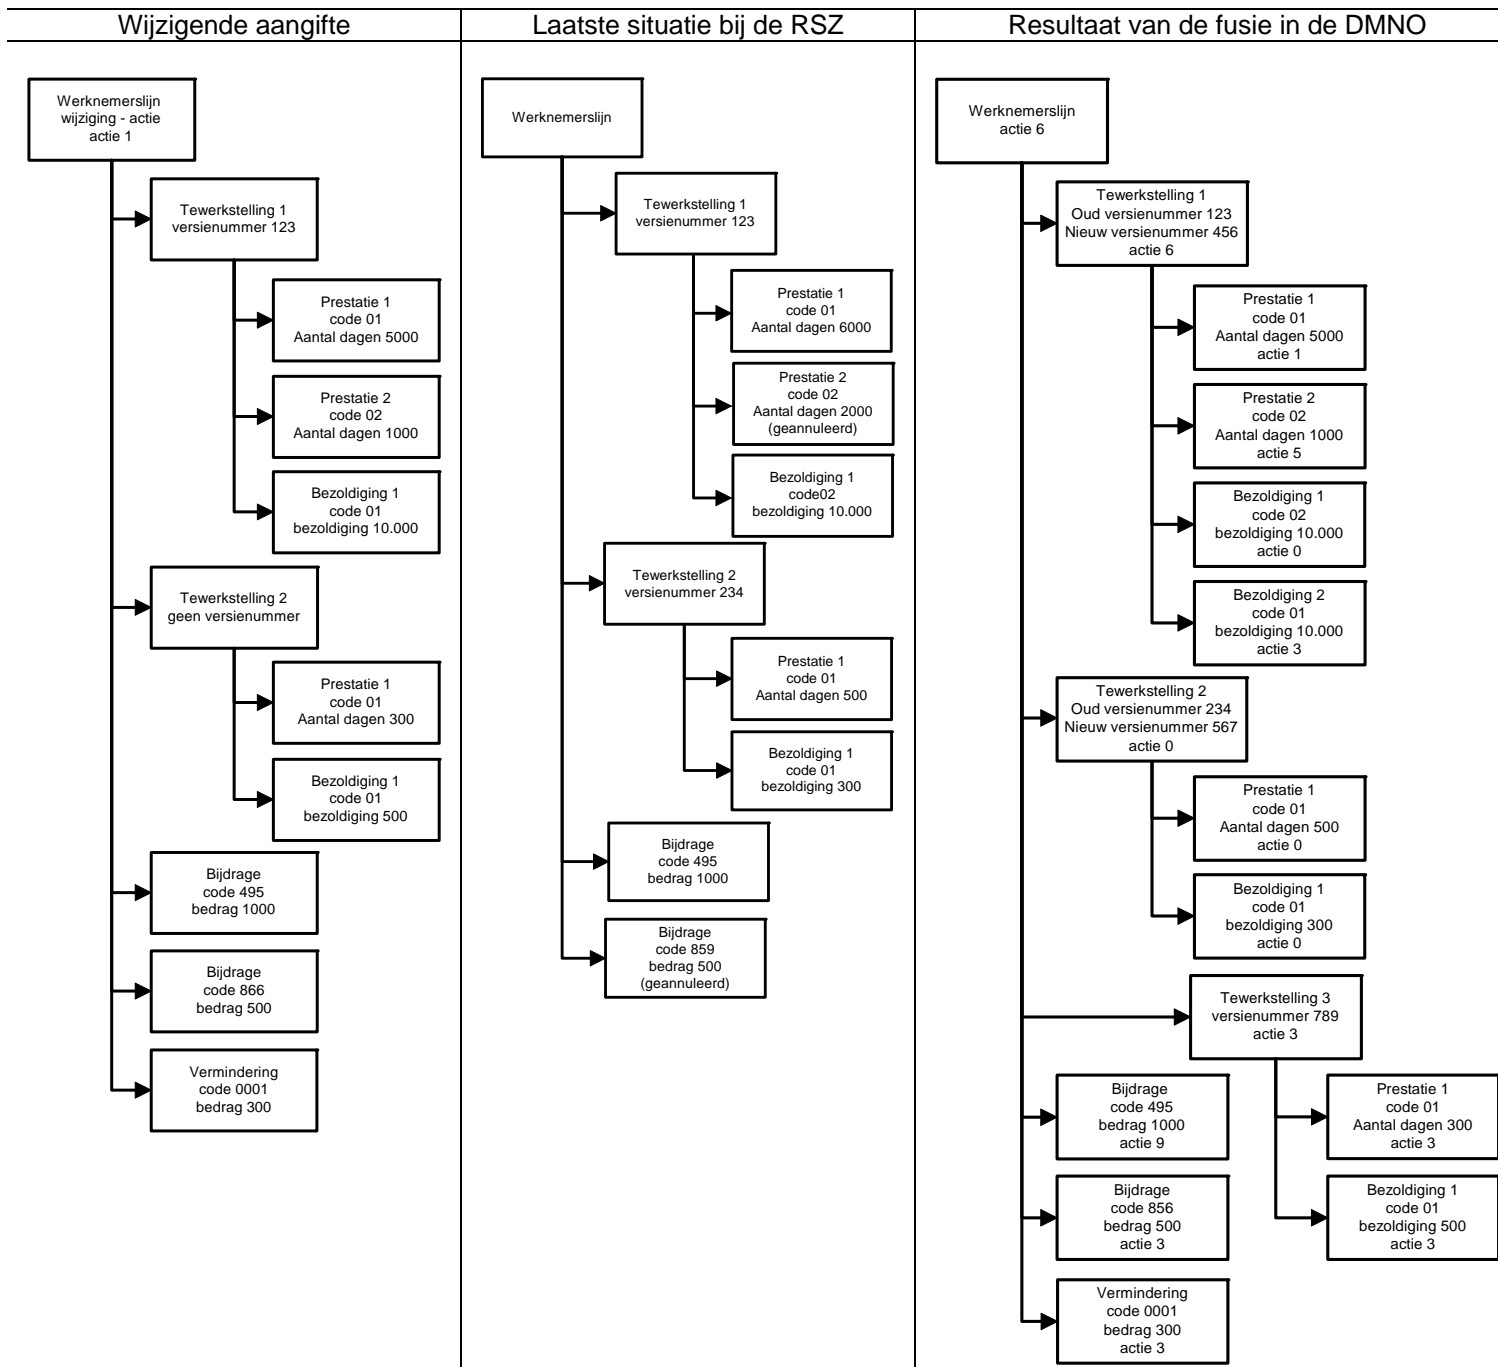 Wijzigende aangifte
Werknemerslijn
wijziging - actie
actie 1
Tewerkstelling 1
versienummer 123
Prestatie 1
code 01
Aantal dagen 5000
Prestatie 2
code 02
Aantal dagen 1000
Bezoldiging 1
code 01
bezoldiging 10.000
Tewerkstelling 2
geen versienummer
Prestatie 1
code 01
Aantal dagen 300
Bezoldiging 1
code 01
bezoldiging 500
Bijdrage
code 495
bedrag 1000
Bijdrage
code 866
bedrag 500
Vermindering
code 0001
bedrag 300
Laatste situatie bij de RSZ
Werknemerslijn
Tewerkstelling 1
versienummer 123
Prestatie 1
code 01
Aantal dagen 6000
Prestatie 2
code 02
Aantal dagen 2000
(geannuleerd)
Bezoldiging 1
code02
bezoldiging 10.000
Tewerkstelling 2
versienummer 234
Prestatie 1
code 01
Aantal dagen 500
Bezoldiging 1
code 01
bezoldiging 300
Bijdrage
code 495
bedrag 1000
Bijdrage
code 859
bedrag 500
(geannuleerd)
Resultaat van de fusie in de DMNO
Werknemerslijn
actie 6
Tewerkstelling 1
Oud versienummer 123
Nieuw versienummer 456
actie 6
Prestatie 1
code 01
Aantal dagen 5000
actie 1
Prestatie 2
code 02
Aantal dagen 1000
actie 5
Bezoldiging 1
code 02
bezoldiging 10.000
actie 0
Bezoldiging 2
code 01
bezoldiging 10.000
actie 3
Tewerkstelling 2
Oud versienummer 234
Nieuw versienummer 567
actie 0
Prestatie 1
code 01
Aantal dagen 500
actie 0
Bezoldiging 1
code 01
bezoldiging 300
actie 0
Tewerkstelling 3
versienummer 789
actie 3
Prestatie 1
code 01
Aantal dagen 300
actie 3
Bezoldiging 1
code 01
bezoldiging 500
actie 3
Bijdrage
code 495
bedrag 1000
actie 9
Bijdrage
code 856
bedrag 500
actie 3
Vermindering
code 0001
bedrag 300
actie 3